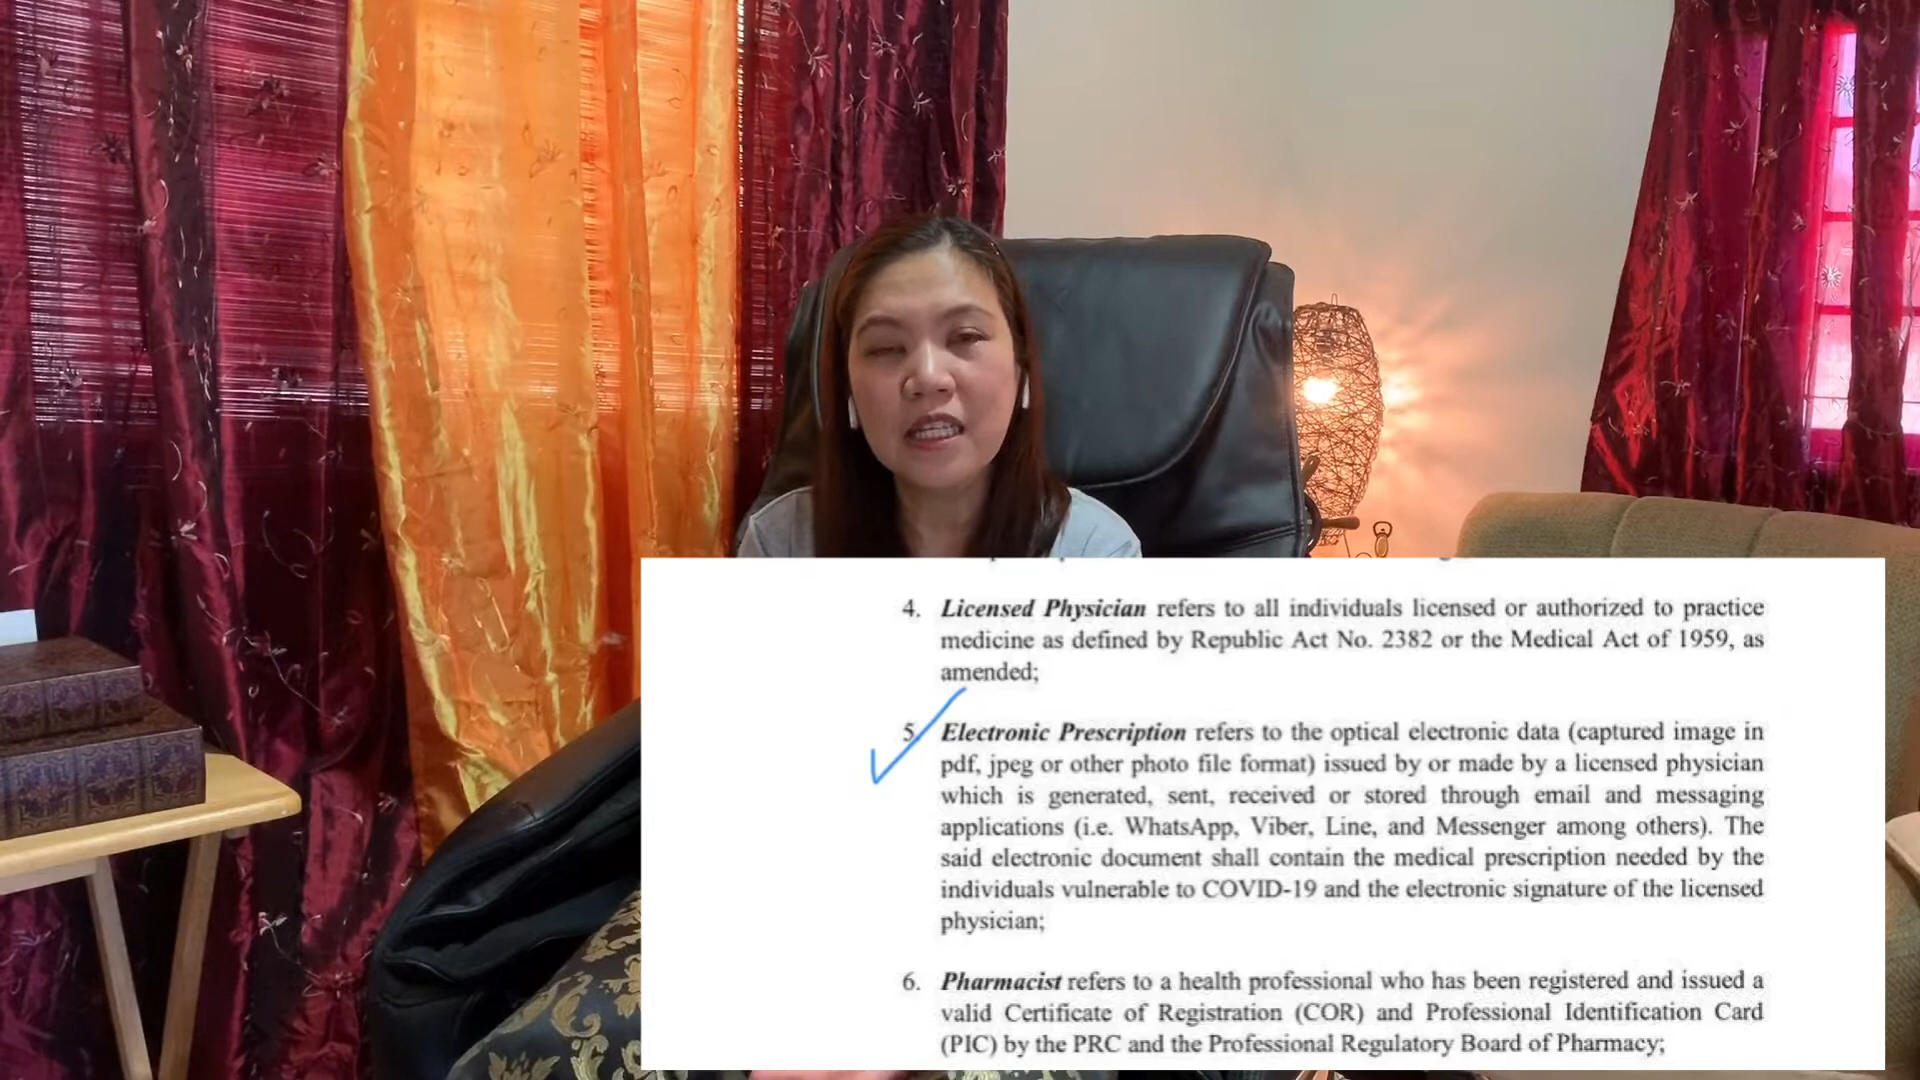 4. Licensed Physician refers to all individuals licensed or authorized to practice
medicine as defined by Republic Act No. 2382 or the Medical Act of 1959, as
amended;
5. Electronic Prescription refers to the optical electronic data (captured image in
pdf, jpeg or other photo file format) issued by or made by a licensed physician
which is generated, sent, received or stored through email and messaging
applications (i.e. WhatsApp, Viber, Line, and Messenger among others). The
said electronic document shall contain the medical prescription needed by the
individuals vulnerable to COVID-19 and the electronic signature of the licensed
physician;
6. Pharmacist refers to a health professional who has been registered and issued a
valid Certificate of Registration (COR) and Professional Identification Card
(PIC) by the PRC and the Professional Regulatory Board of Pharmacy;